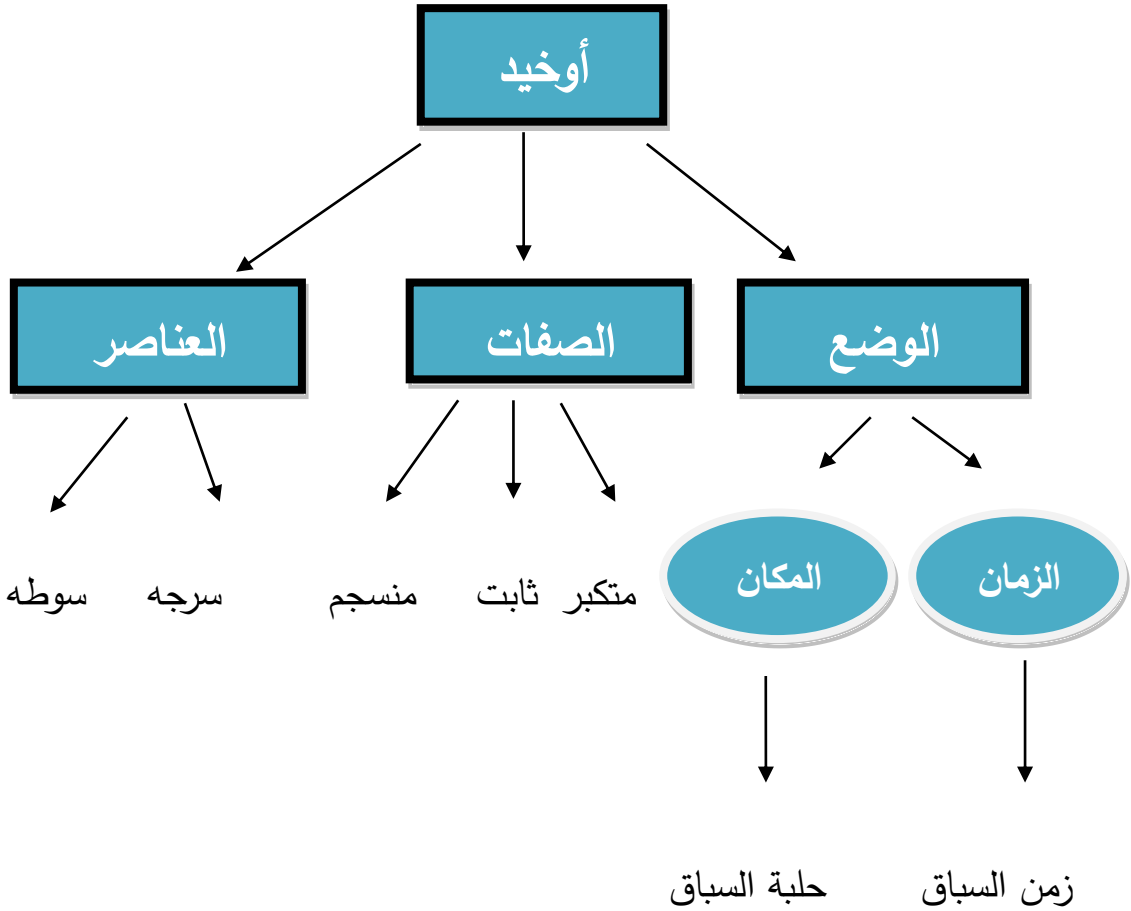 أوخيد
الوضع
الصفات
العناصر
الزمان
المكان
متكبر
ثابت
منسجم
سرجه
سوطه
زمن السباق
حلبة السباق